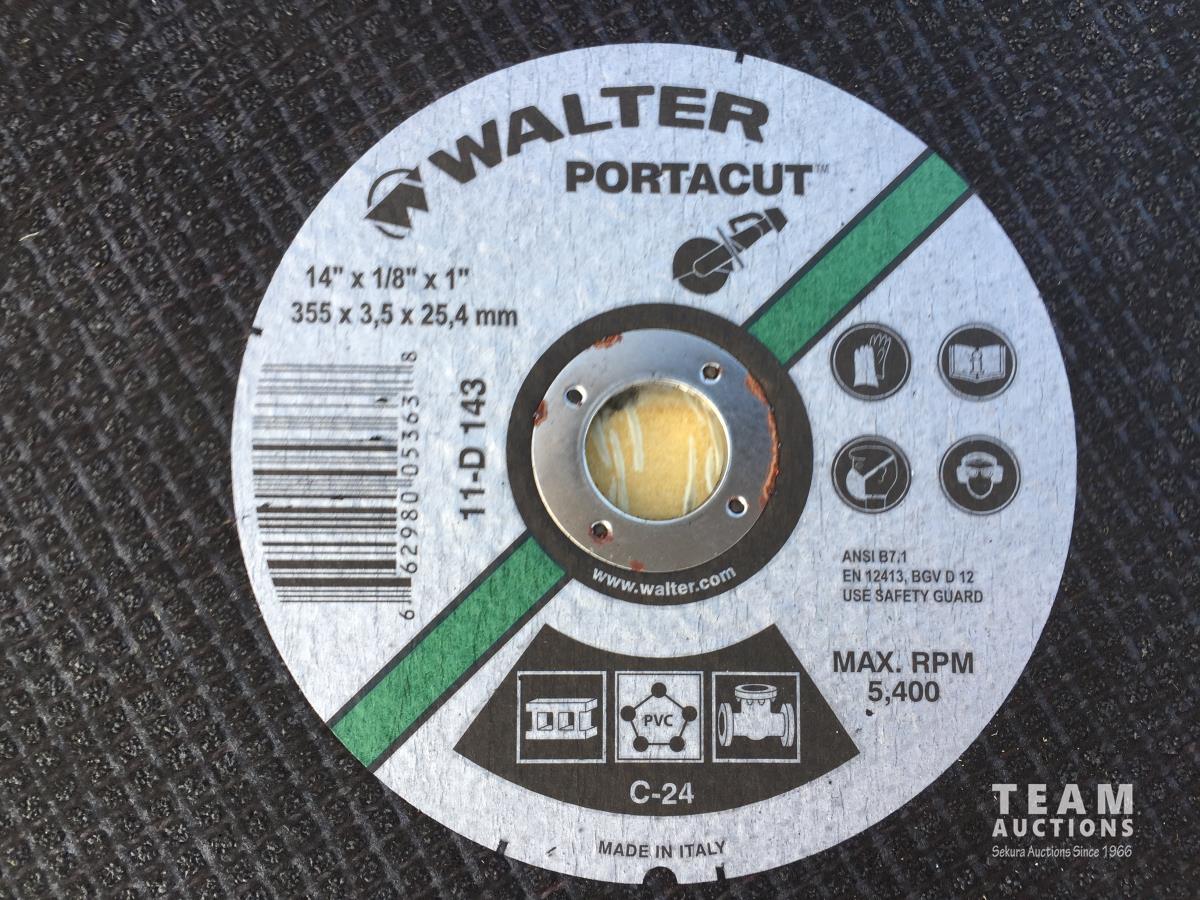 WALTER
PORTACUT™
14" x 1/8" x 1"
355 x 3,5 x 25,4 mm
6 62980 05363 8
11-D 143
www.walter.com
ANSI B7,1
EN 12413, BGV D 12
USE SAFETY GUARD
MAX. RPM
5,400
PVC
C-24
MADE IN ITALY
TEAM
AUCTIONS
Sekura Auctions Since 1966